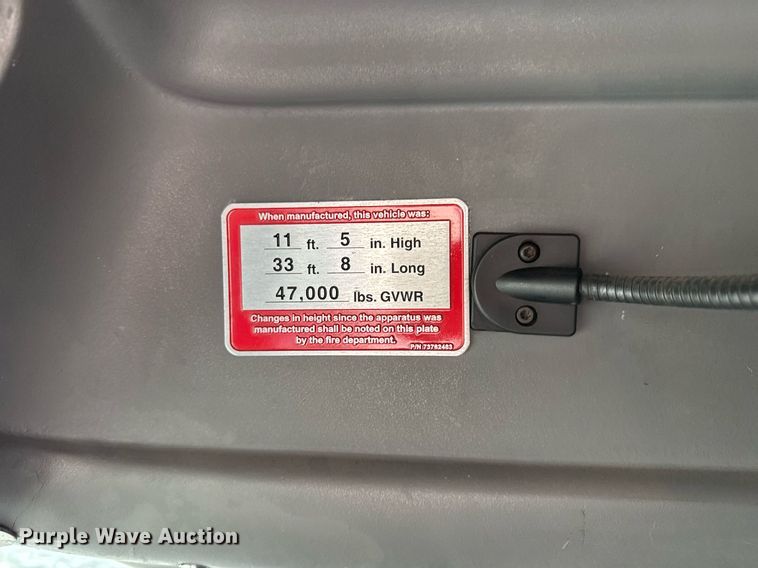 When manufactured, this vehicle was:
11 ft. 5 in. High
33 ft. 8 in. Long
47,000 lbs. GVWR
Changes in height since the apparatus was
manufactured shall be noted on this plate
by the fire department.
P/N 73762483
Purple Wave Auction